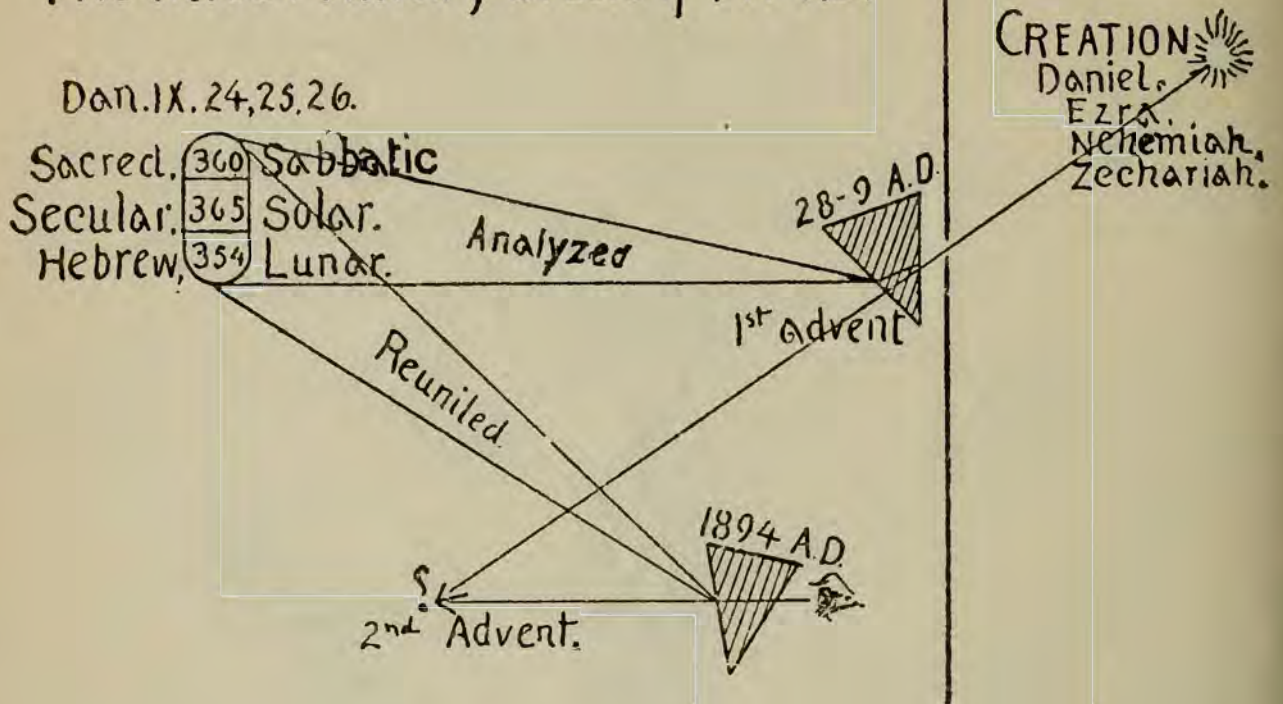 CREATION
Daniel.
Ezra.
Nehemiah.
Zechariah.
Dan. IX. 24, 25, 26.
Sacred. 360 Sabbatic
Secular. 365 Solar.
Hebrew, 354 Lunar.
Analyzed
28-9 A.D.
1st advent
Reuniled.
1894 A.D.
?
2nd Advent.